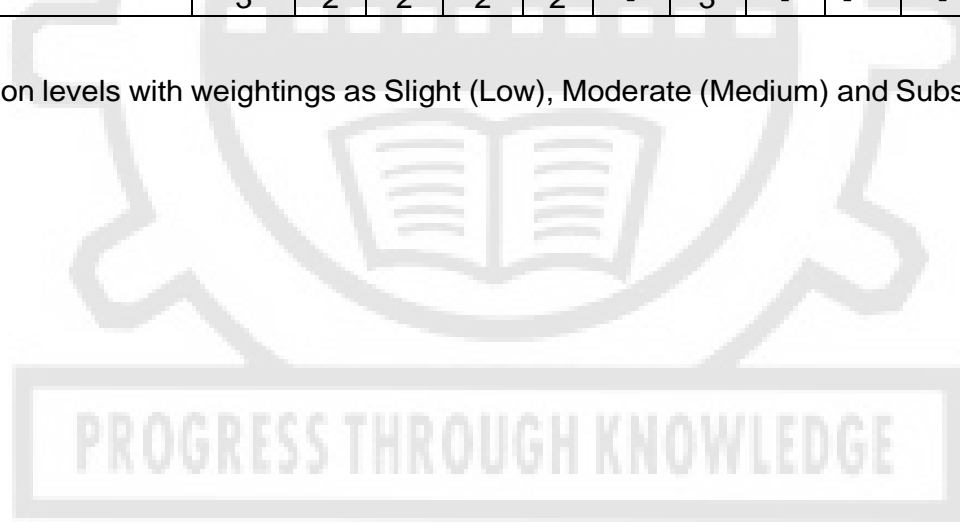 3 2 2 2 2 - 3 - - -
on levels with weightings as Slight (Low), Moderate (Medium) and Subs
PROGRESS THROUGH KNOWLEDGE